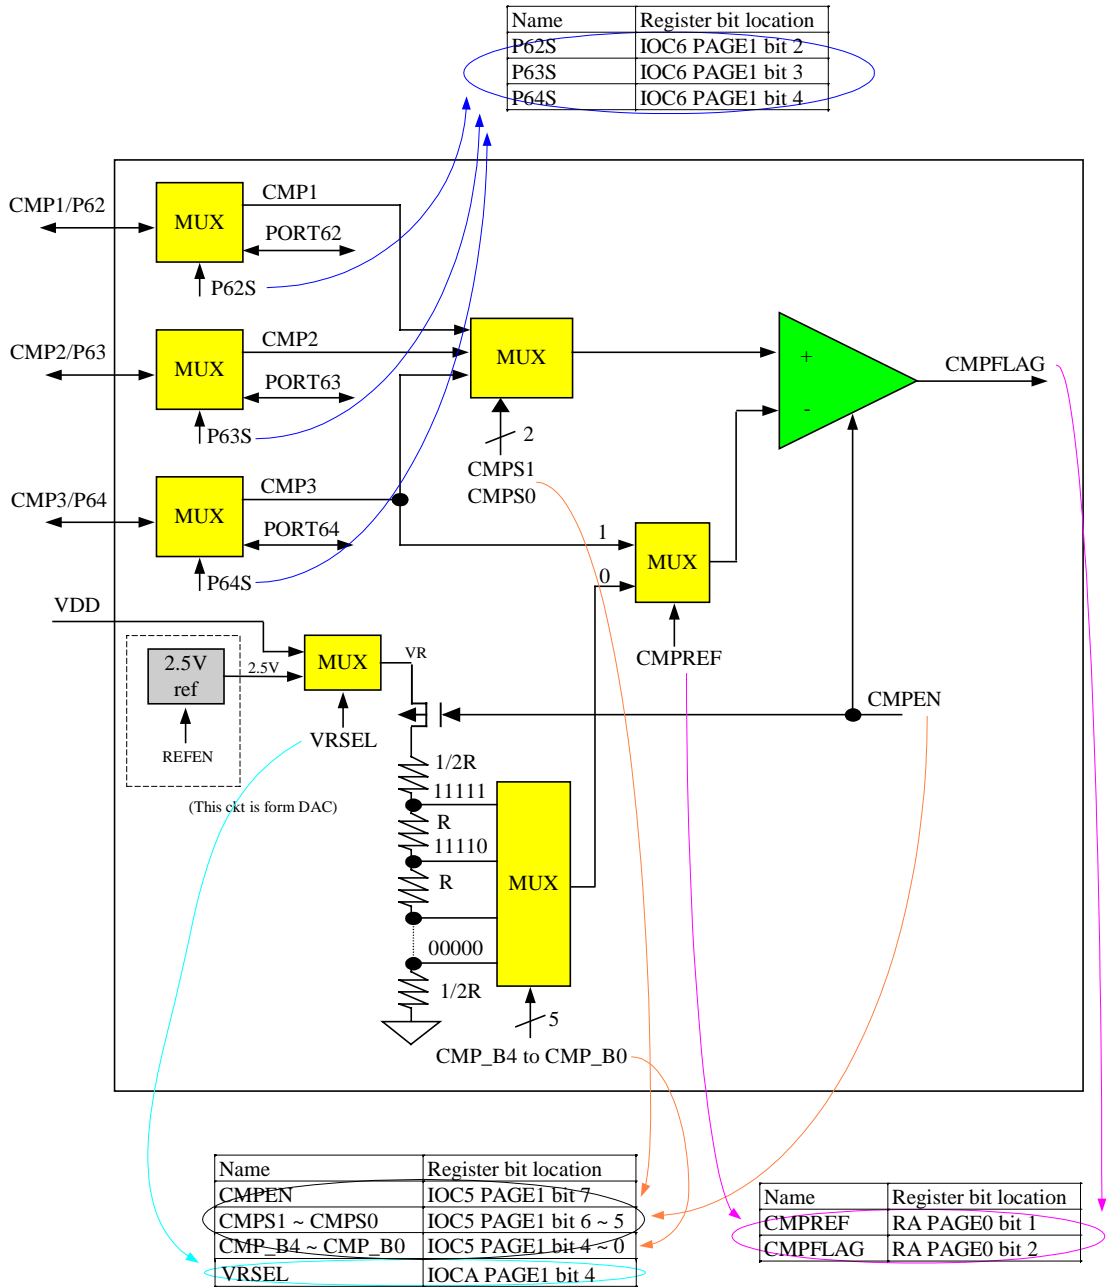 Name Register bit location
P62S IOC6 PAGE1 bit 2
P63S IOC6 PAGE1 bit 3
P64S IOC6 PAGE1 bit 4
CMP1/P62
MUX
CMP1
PORT62
P62S
CMP2/P63
MUX
CMP2
PORT63
P63S
MUX
2
CMPS1
CMPS0
+
-
CMPFLAG
CMP3/P64
MUX
CMP3
PORT64
P64S
1
0
MUX
CMPREF
VDD
2.5V
ref
2.5V
REFEN
MUX
VR
VRSEL
CMPEN
(This ckt is form DAC)
1/2R
11111
R
11110
R
00000
1/2R
MUX
5
CMP_B4 to CMP_B0
Name Register bit location
CMPEN IOC5 PAGE1 bit 7
CMPS1 ~ CMPS0 IOC5 PAGE1 bit 6 ~ 5
CMP_B4 ~ CMP_B0 IOC5 PAGE1 bit 4 ~ 0
VRSEL IOCA PAGE1 bit 4
Name Register bit location
CMPREF RA PAGE0 bit 1
CMPFLAG RA PAGE0 bit 2